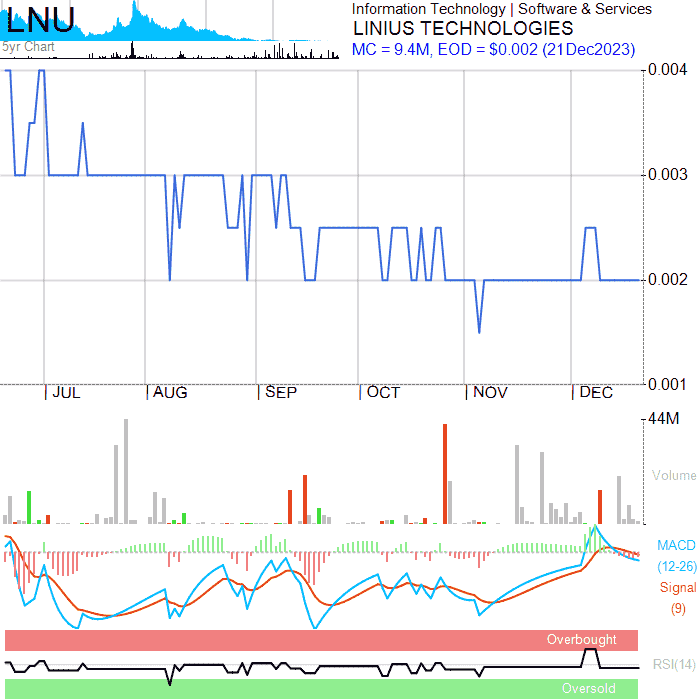 LNU
5yr Chart
Information Technology | Software & Services
LINIUS TECHNOLOGIES
MC = 9.4M, EOD = $0.002 (21Dec2023)
0.004
0.003
0.002
0.001
JUL
AUG
SEP
OCT
NOV
DEC
44M
Volume
MACD
(12-26)
Signal
(9)
Overbought
RSI(14)
Oversold